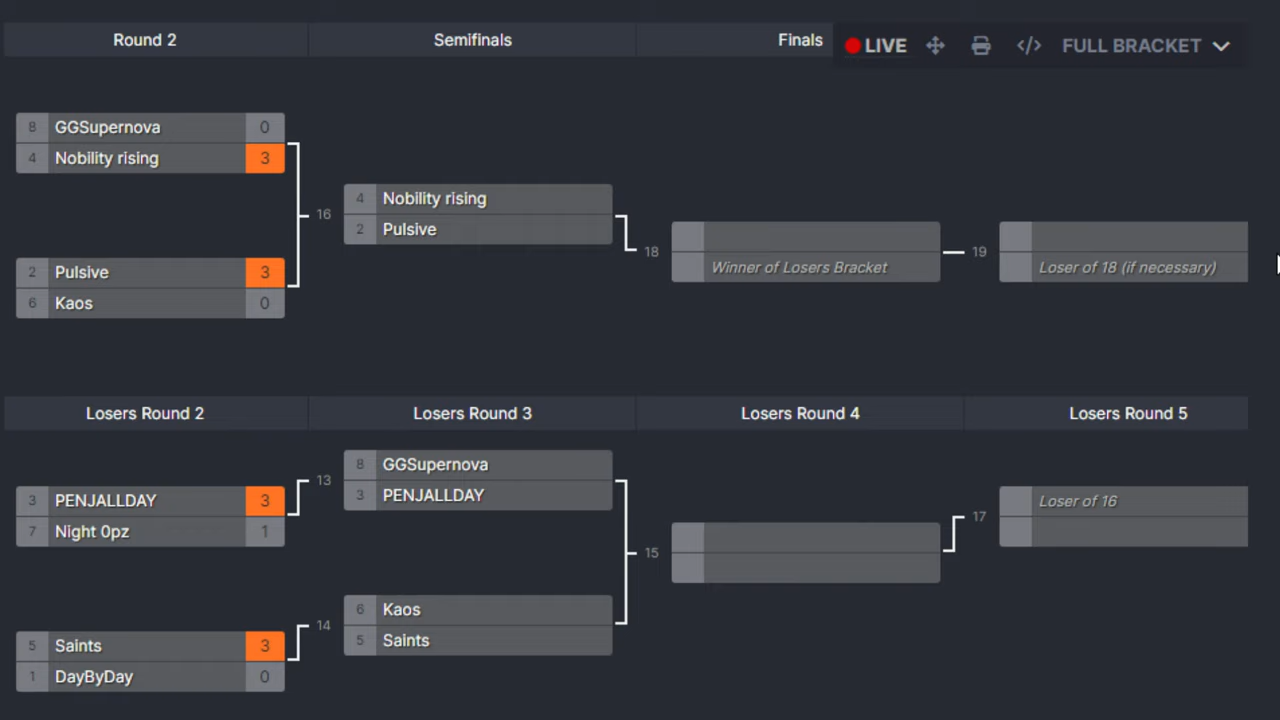 Round 2
Semifinals
Finals
LIVE
</>
FULL BRACKET
8 GGSupernova 0
4 Nobility rising 3
2 Pulsive 3
6 Kaos 0
16
4 Nobility rising
2 Pulsive
18
Winner of Losers Bracket
19
Loser of 18 (if necessary)
Losers Round 2
Losers Round 3
Losers Round 4
Losers Round 5
3 PENJALLDAY 3
7 Night 0pz 1
5 Saints 3
1 DayByDay 0
13
8 GGSupernova
3 PENJALLDAY
14
6 Kaos
5 Saints
15
17
Loser of 16